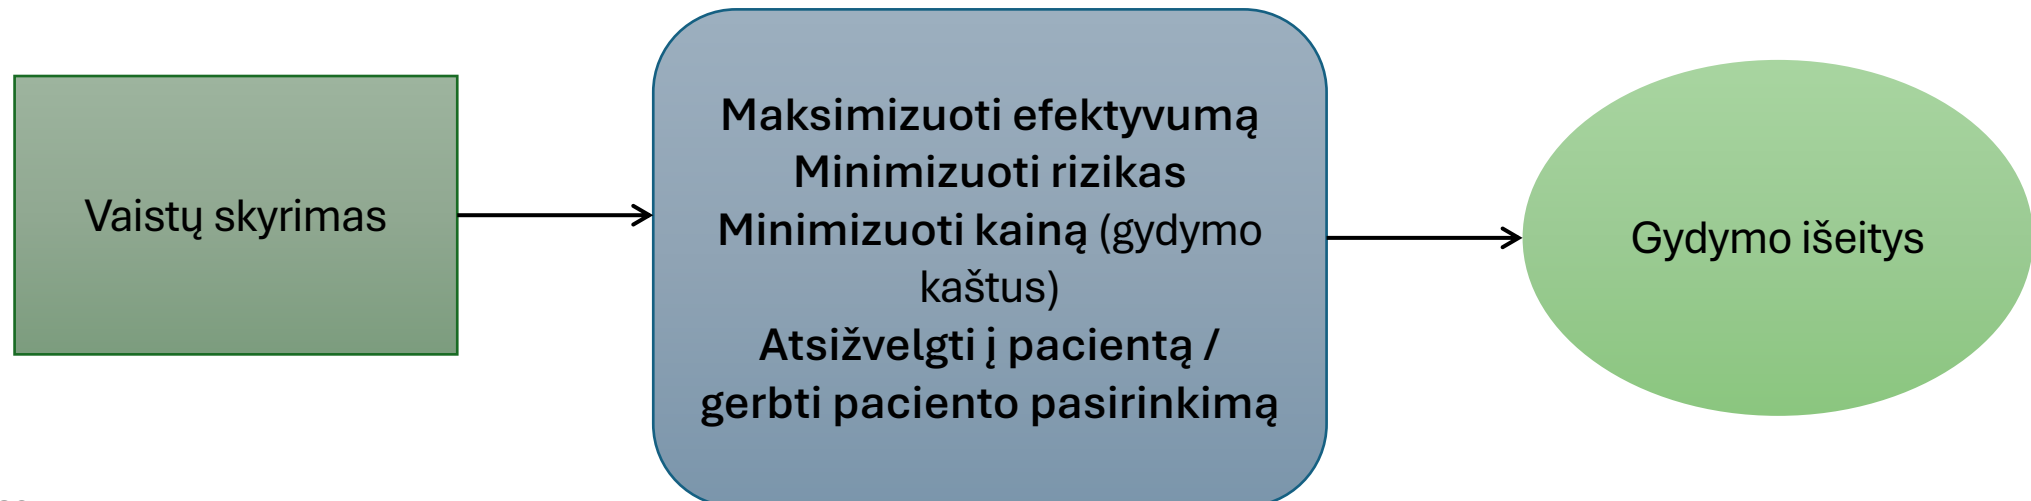 Vaistų skyrimas
Maksimizuoti efektyvumą
Minimizuoti rizikas
Minimizuoti kainą (gydymo
kaštus)
Atsižvelgti į pacientą /
gerbti paciento pasirinkimą
Gydymo išeitys